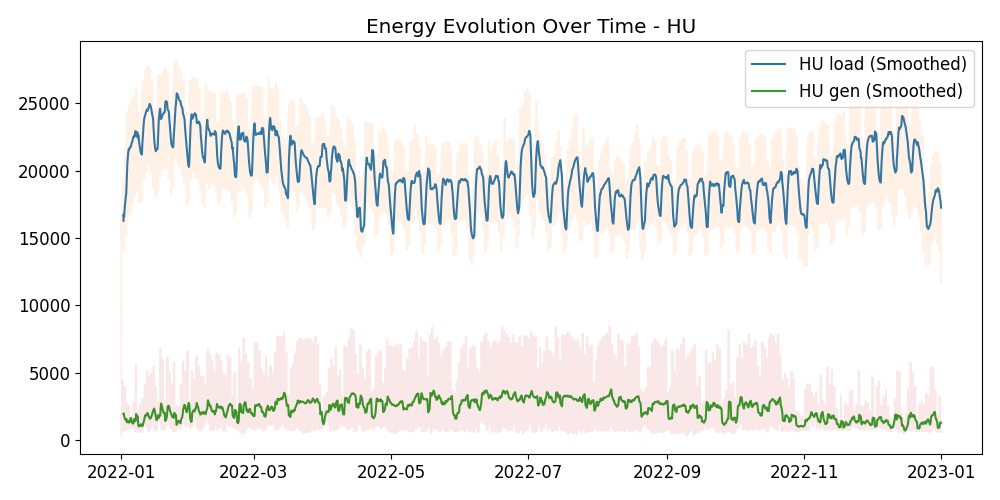 Energy Evolution Over Time - HU
HU load (Smoothed)
HU gen (Smoothed)
25000
20000
15000
10000
5000
0
2022-01 2022-03 2022-05 2022-07 2022-09 2022-11 2023-01